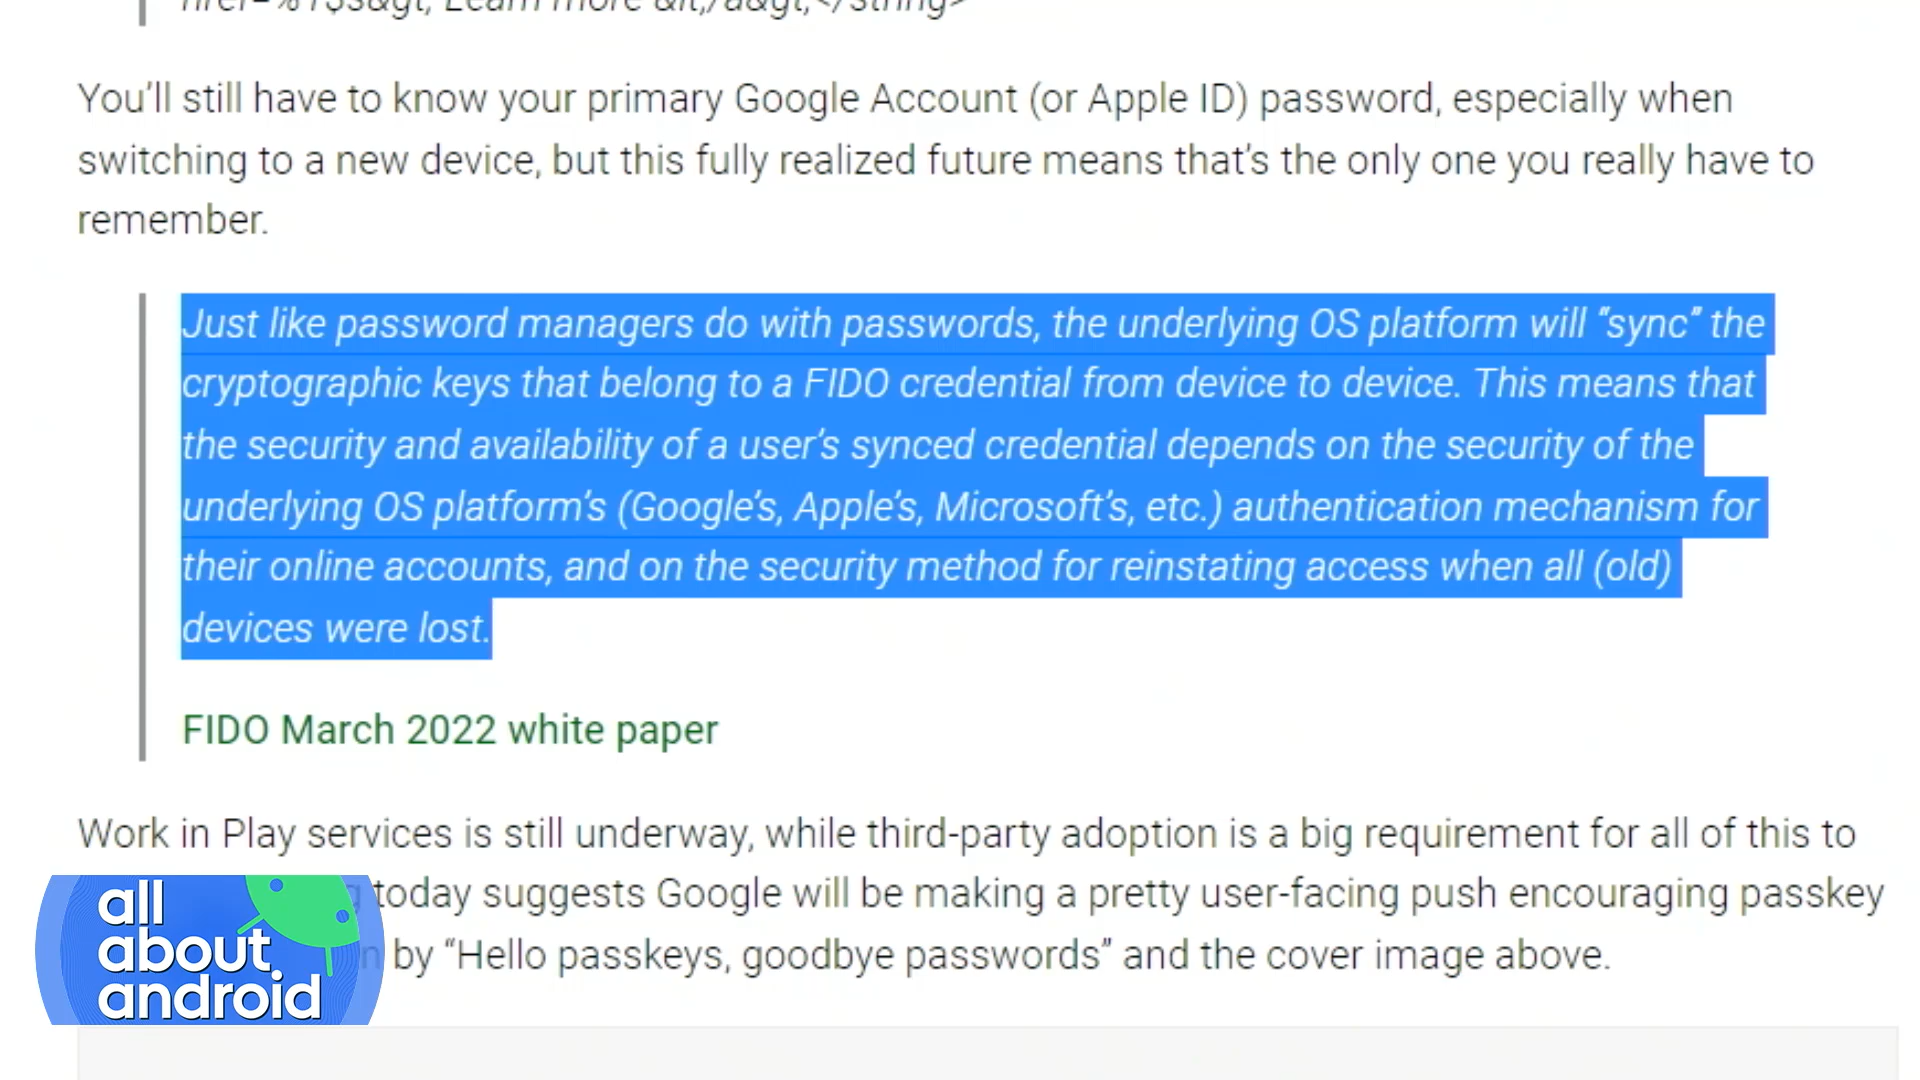 Learn more &lt;/a&gt;</string>
You’ll still have to know your primary Google Account (or Apple ID) password, especially when
switching to a new device, but this fully realized future means that’s the only one you really have to
remember.
Just like password managers do with passwords, the underlying OS platform will “sync” the
cryptographic keys that belong to a FIDO credential from device to device. This means that
the security and availability of a user’s synced credential depends on the security of the
underlying OS platform’s (Google’s, Apple’s, Microsoft’s, etc.) authentication mechanism for
their online accounts, and on the security method for reinstating access when all (old)
devices were lost.
FIDO March 2022 white paper
Work in Play services is still underway, while third-party adoption is a big requirement for all of this to
today suggests Google will be making a pretty user-facing push encouraging passkey
by “Hello passkeys, goodbye passwords” and the cover image above.
all
about
android